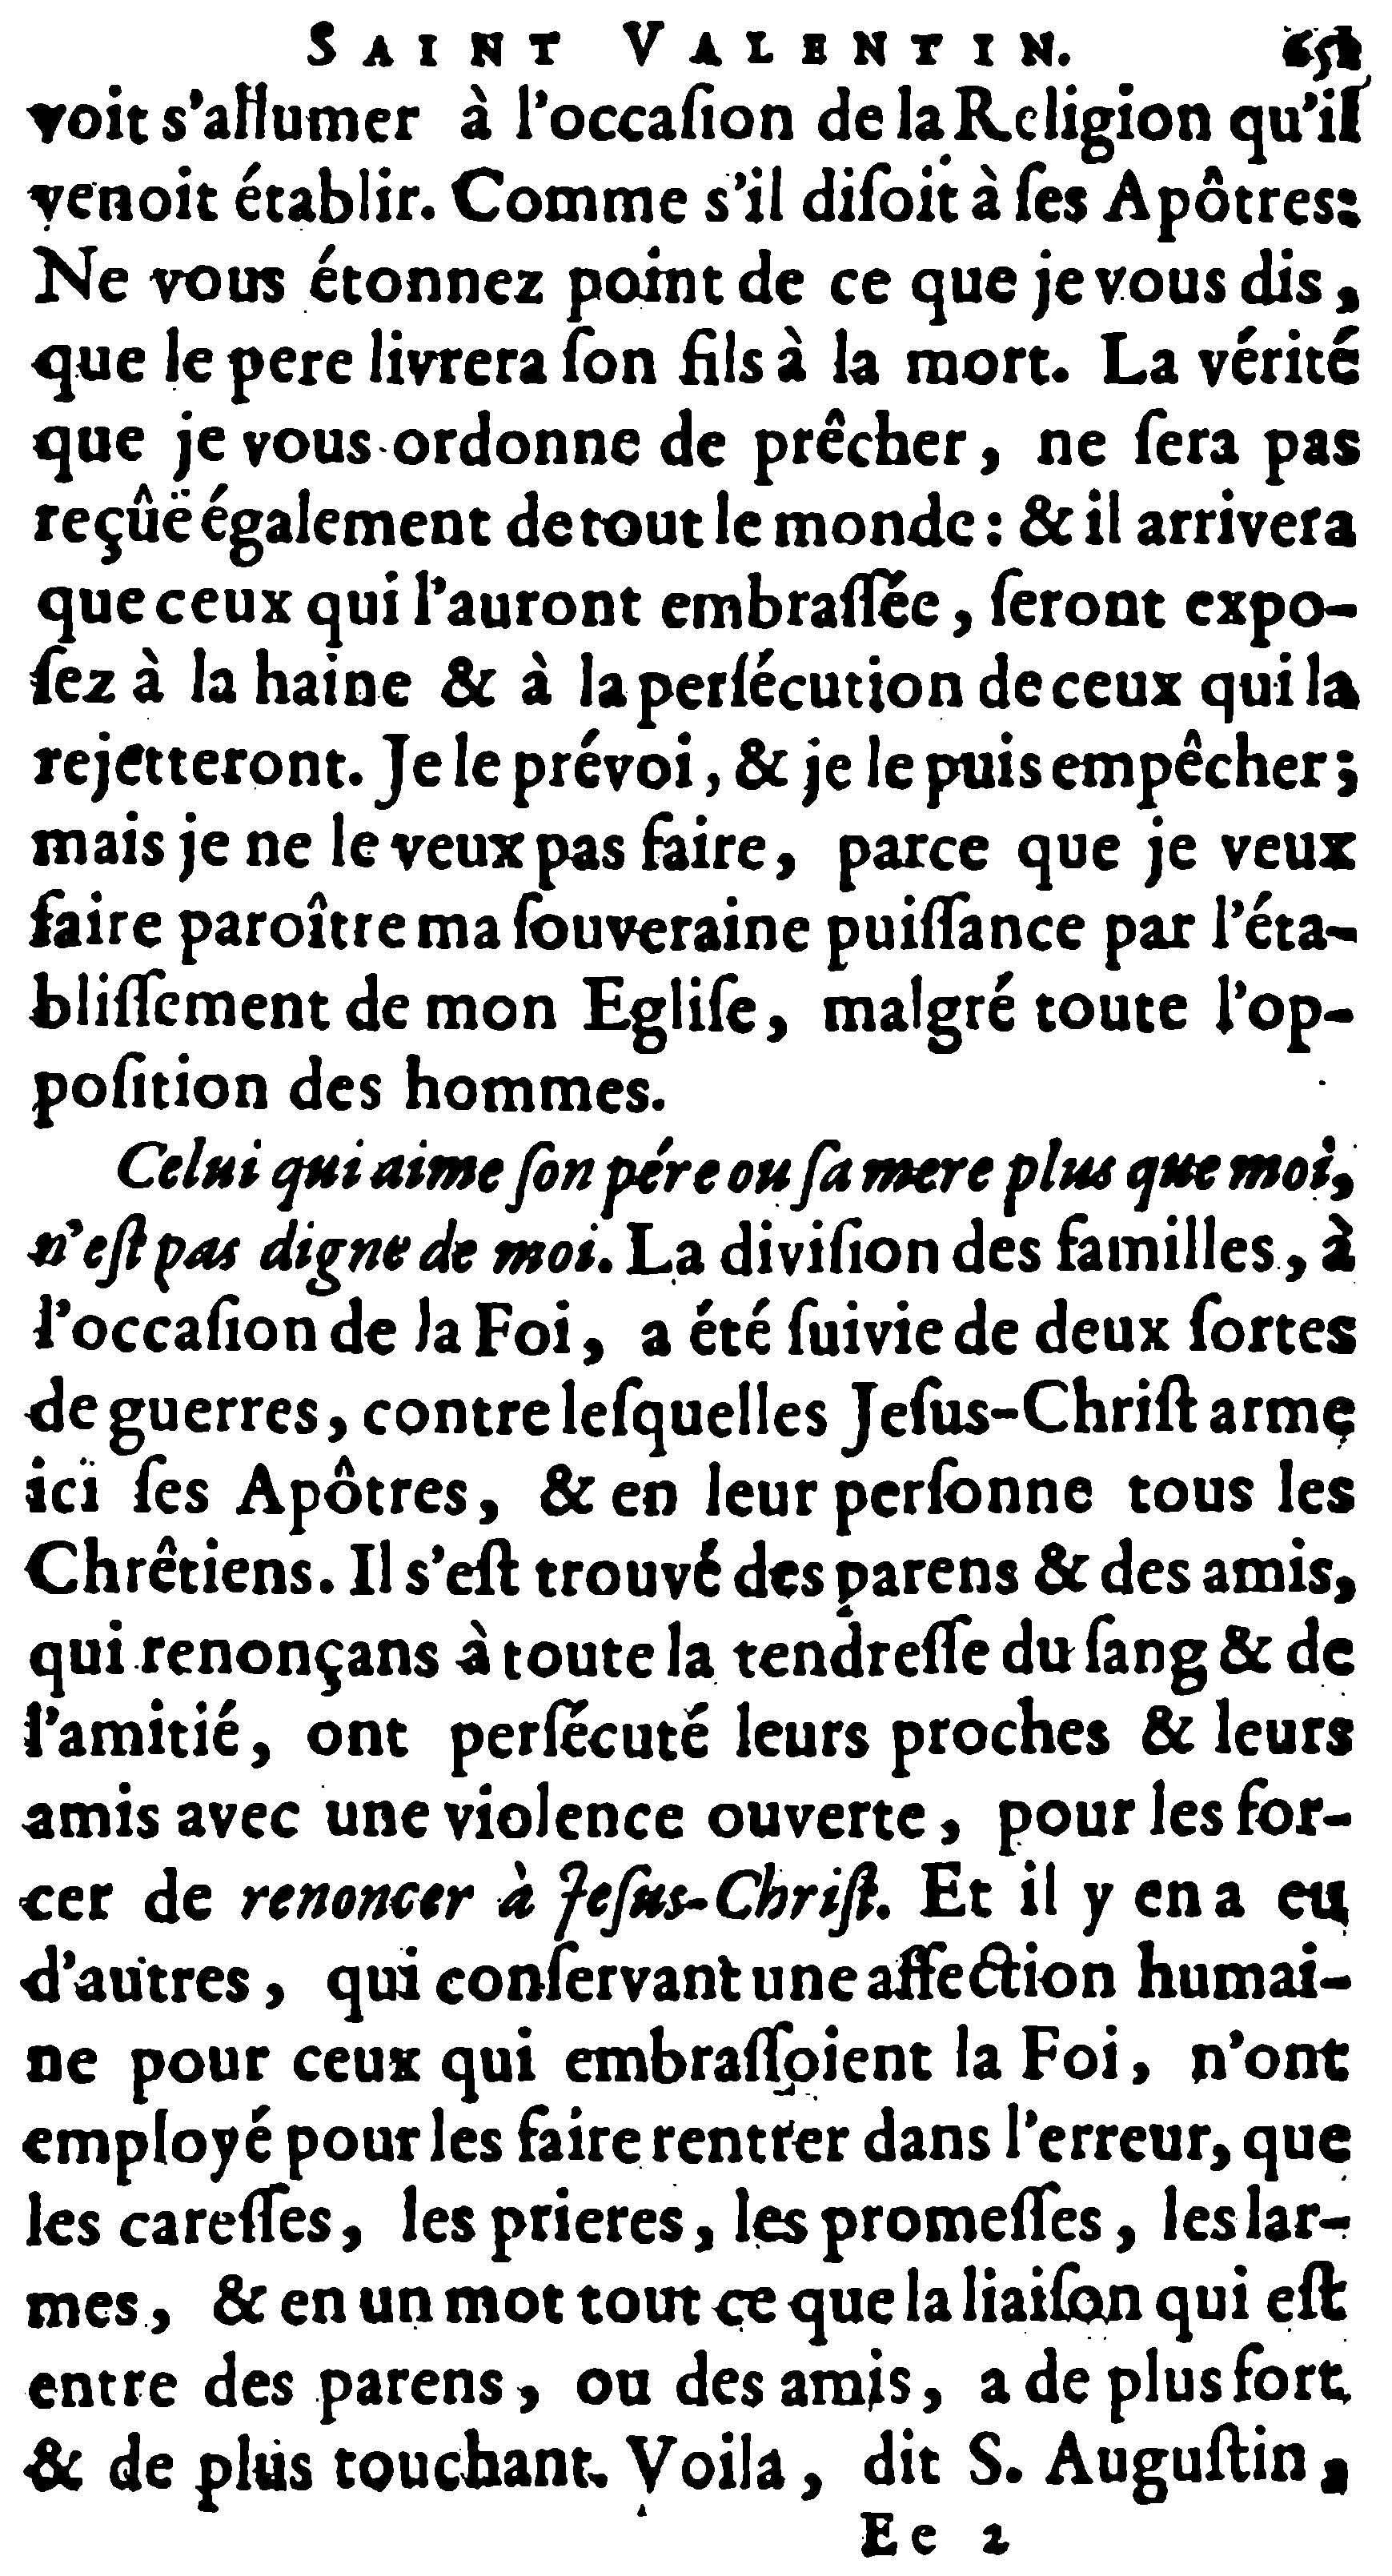 SAINT VALENTIN. 651
voit s'allumer à l'occaſion de la Religion qu'il
venoit établir. Comme s'il diſoit à ſes Apôtres:
Ne vous étonnez point de ce que je vous dis,
que le pere livrera ſon fils à la mort. La vérité
que je vous ordonne de prêcher, ne ſera pas
reçûë également de tout le monde: & il arrivera
que ceux qui l'auront embraſſée, ſeront expo-
ſez à la haine & à la perſécution de ceux qui la
rejetteront. Je le prévoi, & je le puis empêcher;
mais je ne le veux pas faire, parce que je veux
faire paroître ma ſouveraine puiſſance par l'éta-
bliſſement de mon Egliſe, malgré toute l'op-
poſition des hommes.
Celui qui aime ſon pére ou ſa mere plus que moi,
n'eſt pas digne de moi. La diviſion des familles, à
l'occaſion de la Foi, a été ſuivie de deux ſortes
de guerres, contre leſquelles Jeſus-Chriſt arme
ici ſes Apôtres, & en leur perſonne tous les
Chrêtiens. Il s'eſt trouvé des parens & des amis,
qui renonçans à toute la tendreſſe du ſang & de
l'amitié, ont perſécuté leurs proches & leurs
amis avec une violence ouverte, pour les for-
cer de renoncer à Jeſus-Chriſt. Et il y en a eu
d'autres, qui conſervant une affection humai-
ne pour ceux qui embraſſoient la Foi, n'ont
employé pour les faire rentrer dans l'erreur, que
les careſſes, les prieres, les promeſſes, les lar-
mes, & en un mot tout ce que la liaiſon qui eſt
entre des parens, ou des amis, a de plus fort
& de plus touchant. Voila, dit S. Auguſtin,
Ee 2